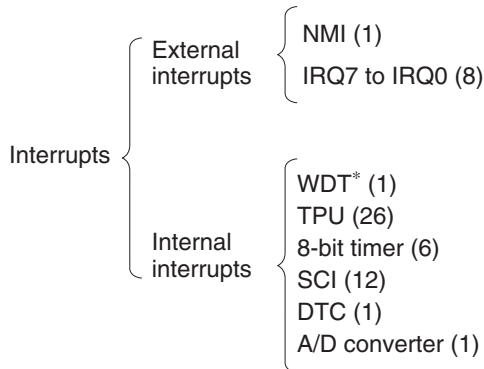 Interrupts
External
interrupts
NMI (1)
IRQ7 to IRQ0 (8)
Internal
interrupts
WDT* (1)
TPU (26)
8-bit timer (6)
SCI (12)
DTC (1)
A/D converter (1)